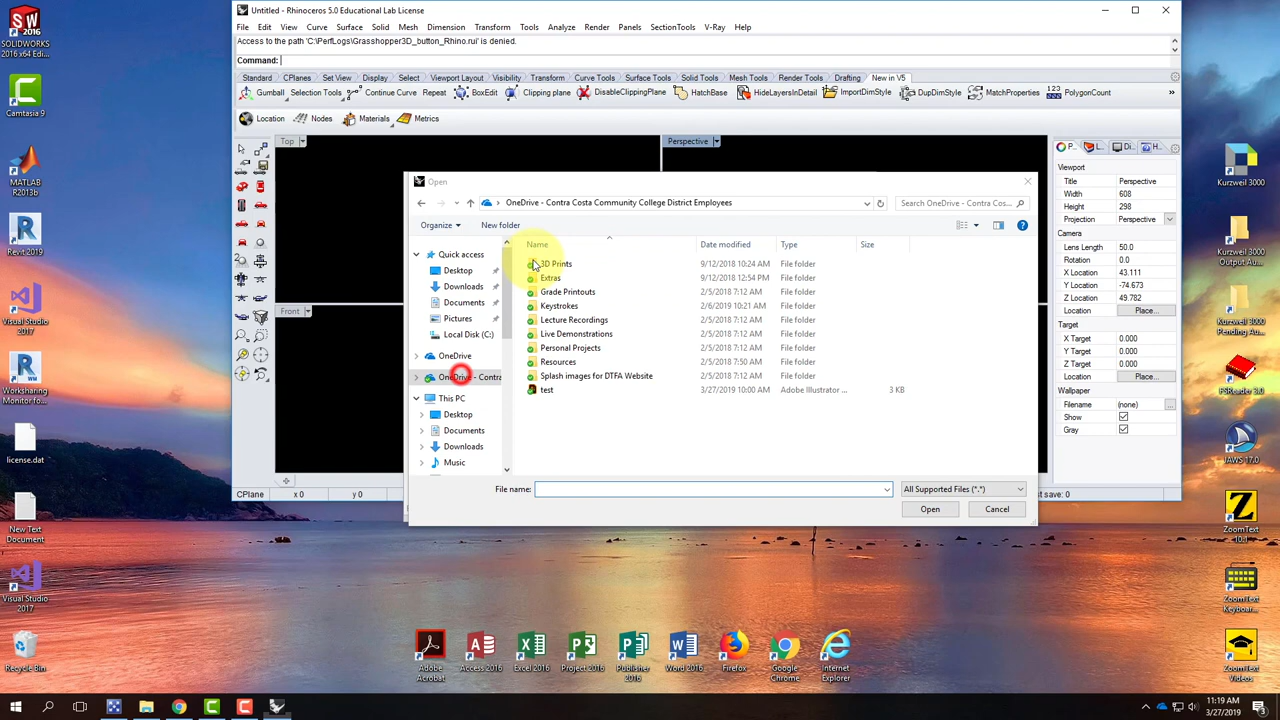 Untitled - Rhinoceros 5.0 Educational Lab License
File Edit View Curve Surface Solid Mesh Dimension Transform Tools Analyze Render Panels SectionTools V-Ray Help
Access to the path 'C:\PerfLogs\Grasshopper3D_button_Rhino.rui' is denied.
Command:
Standard CPlanes Set View Display Select Viewport Layout Visibility Transform Curve Tools Surface Tools Solid Tools Mesh Tools Render Tools Drafting New in V5
Gumball Selection Tools Continue Curve Repeat BoxEdit Clipping plane DisableClippingPlane HatchBase HideLayersInDetail ImportDimStyle DupDimStyle MatchProperties 123 PolygonCount »
Location Nodes Materials Metrics
Top Perspective
P... L... Di... H...
Viewport
Title Perspective
Width 608
Height 298
Projection Perspective
Camera
Lens Length 50.0
Rotation 0.0
X Location 43.111
Y Location -74.673
Z Location 49.782
Location Place...
Target
X Target 0.000
Y Target 0.000
Z Target 0.000
Location Place...
Wallpaper
Filename (none) ...
Show
Gray
Front
CPlane x 0 y 0
st save: 0
Open
OneDrive - Contra Costa Community College District Employees
Search OneDrive - Contra Cos...
Organize New folder
Name Date modified Type Size
Quick access
Desktop
Downloads
Documents
Pictures
Local Disk (C:)
OneDrive
OneDrive - Contra
This PC
Desktop
Documents
Downloads
Music
3D Prints 9/12/2018 10:24 AM File folder
Extras 9/12/2018 12:54 PM File folder
Grade Printouts 2/5/2018 7:12 AM File folder
Keystrokes 2/6/2019 10:21 AM File folder
Lecture Recordings 2/5/2018 7:12 AM File folder
Live Demonstrations 2/5/2018 7:12 AM File folder
Personal Projects 2/5/2018 7:12 AM File folder
Resources 2/5/2018 7:50 AM File folder
Splash images for DTFA Website 2/5/2018 7:12 AM File folder
test 3/27/2019 10:00 AM Adobe Illustrator ... 3 KB
File name:
All Supported Files (*.*)
Open Cancel
SW
2016
SOLIDWORKS
2016 x64 Edi...
Camtasia 9
MATLAB
R2013b
Revit 2019
Visual Studio
2017
Worksharing
Monitor for...
license.dat
New Text
Document
Visual Studio
2017
Recycle Bin
Kurzweil 3000
Kurzweil 3000
Output Au...
Kurzweil 3000
Pending Au...
FSReader 3.0
JAWS 17.0
ZoomText
10.1
ZoomText
Keyboar...
ZoomText
Videos
Adobe
Acrobat
Access 2016
Excel 2016
Project 2016
Publisher
2016
Word 2016
Firefox
Google
Chrome
Internet
Explorer
11:19 AM
3/27/2019
3